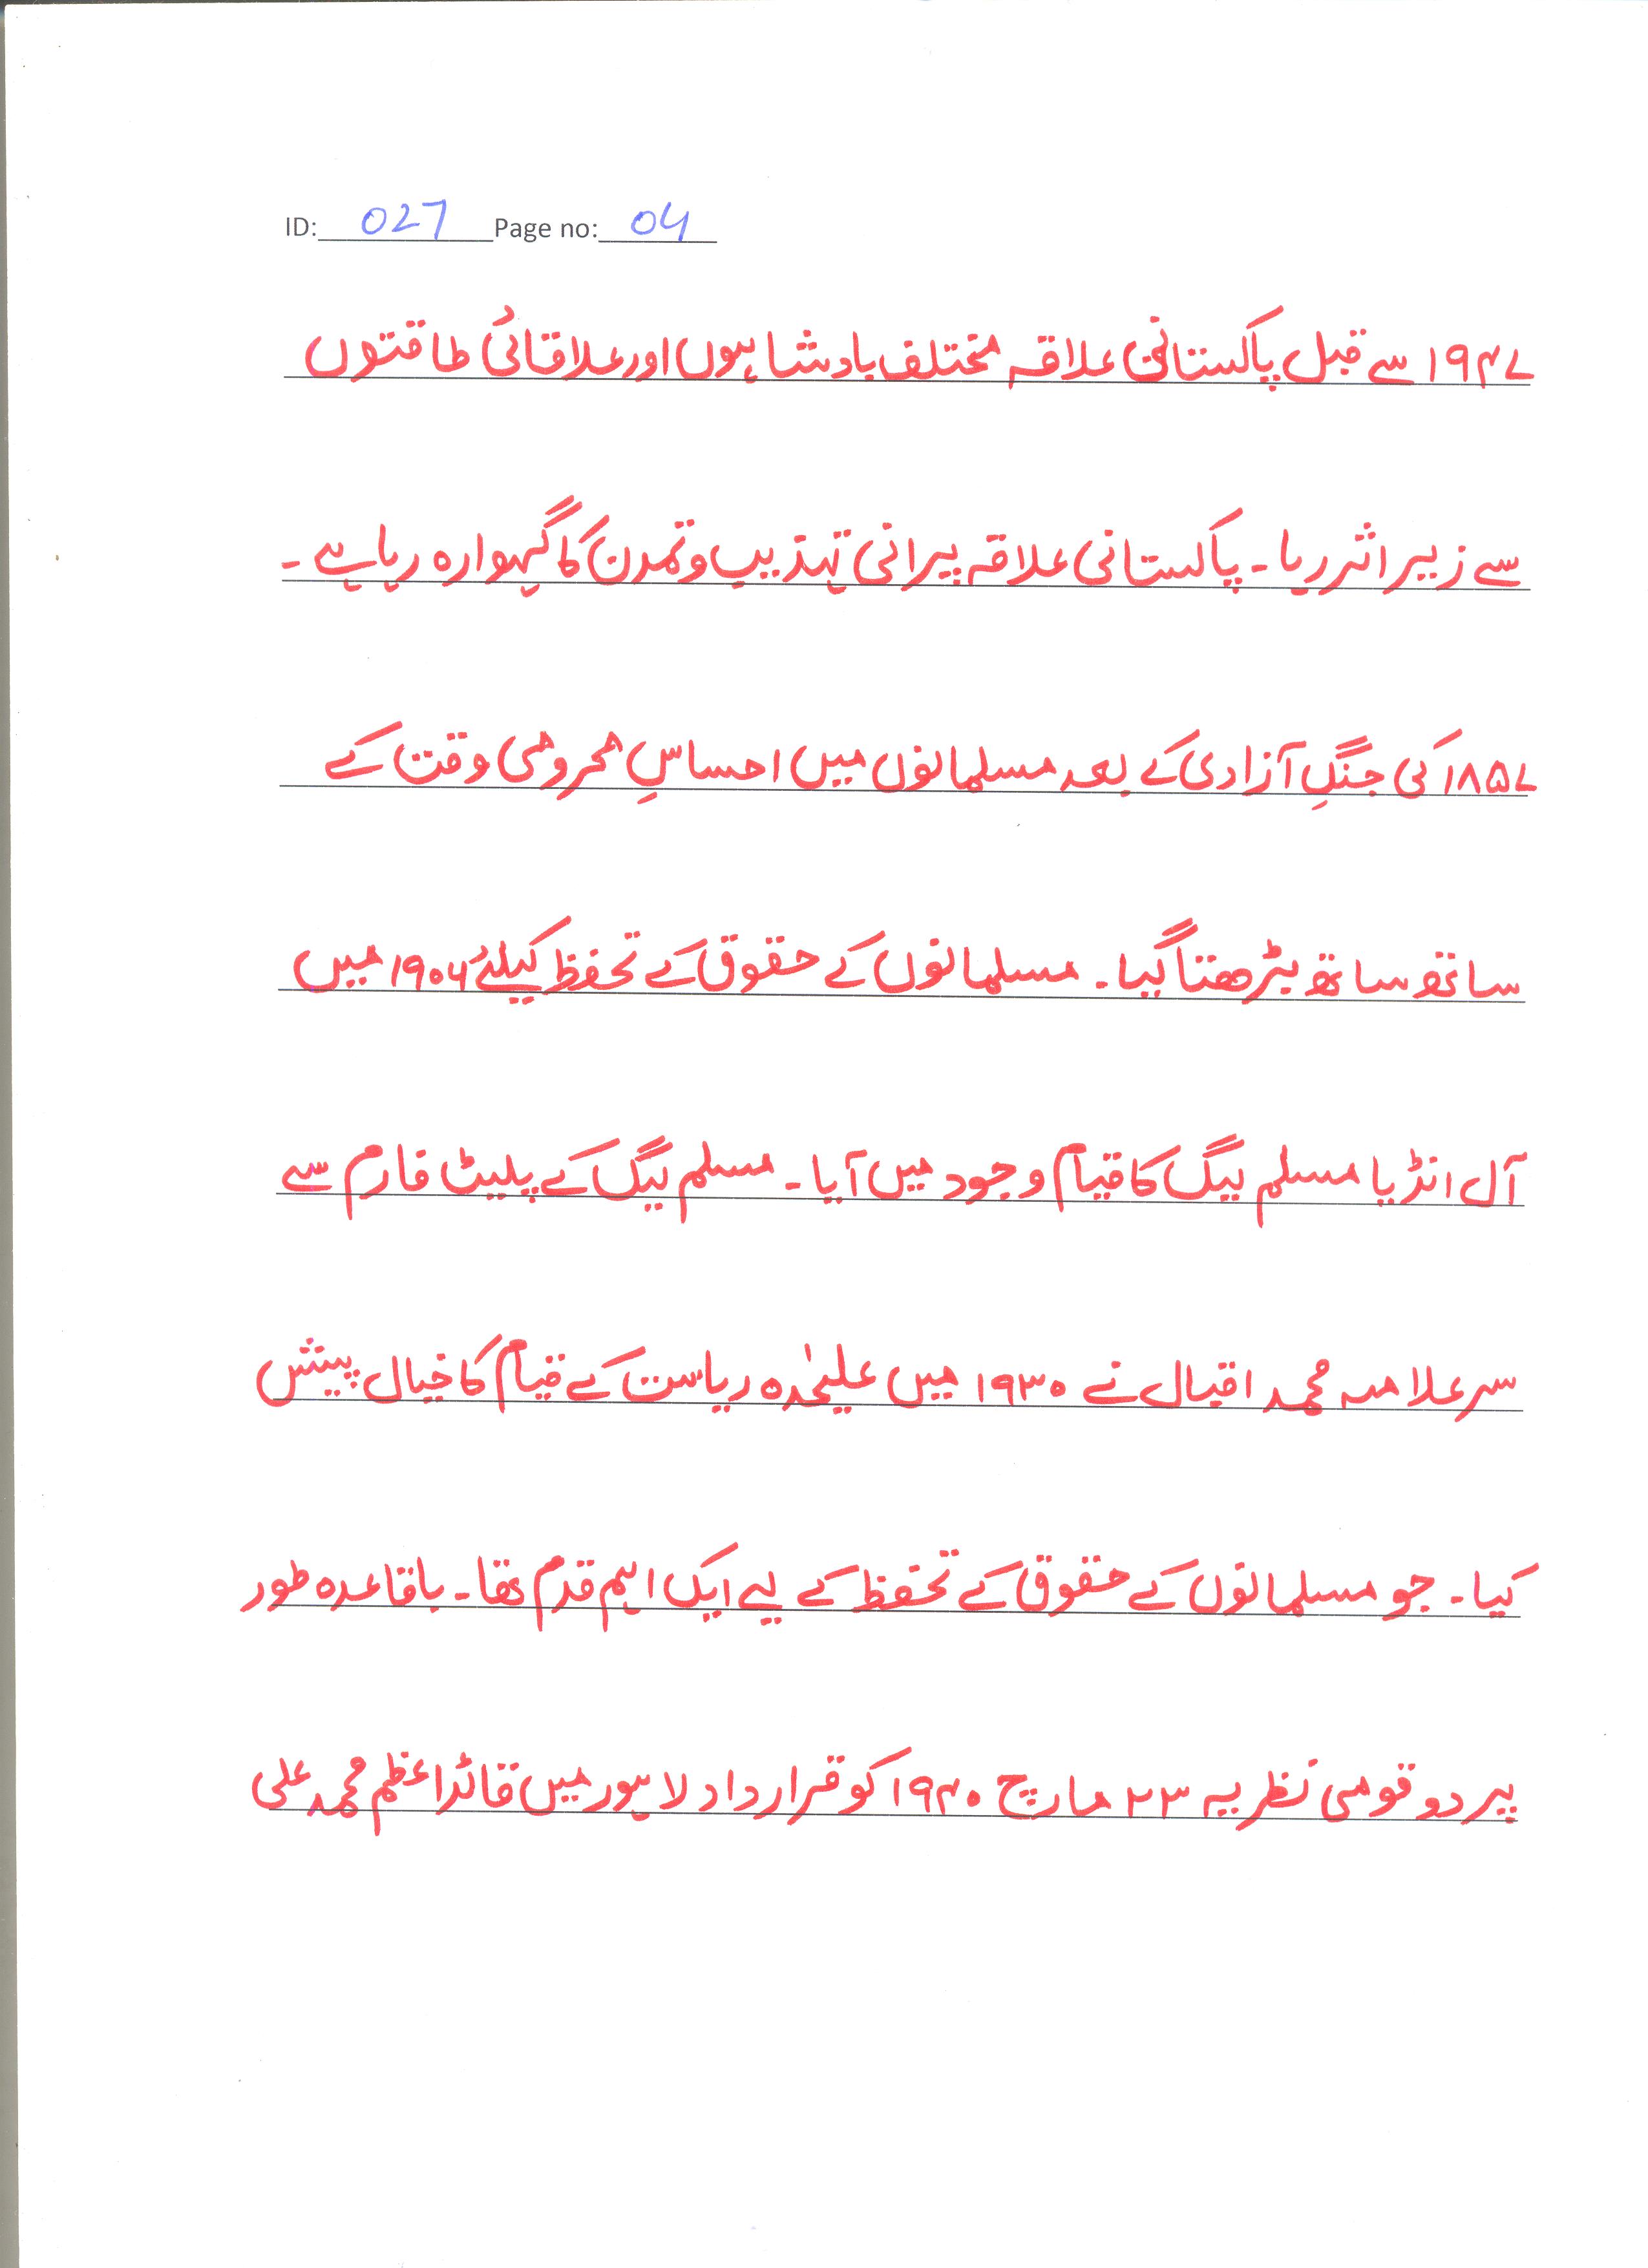 ID: 027 Page no: 04
۱۹۴۷ سے قبل پاکستانی علاقہ مختلف بادشاہوں اور علاقائی طاقتوں
سے زیر اثر رہا۔ پاکستانی علاقہ پرانی تہذیب و تمدن کا گہوارہ رہا ہے۔
۱۸۵۷ کی جنگِ آزادی کے بعد مسلمانوں میں احساسِ محرومی وقت کے
ساتھ ساتھ بڑھتا گیا۔ مسلمانوں کے حقوق کے تحفظ کیلئے ۱۹۰۶ میں
آل انڈیا مسلم لیگ کا قیام وجود میں آیا۔ مسلم لیگ کے پلیٹ فارم سے
سر علامہ محمد اقبال نے ۱۹۳۰ میں علیٰحدہ ریاست کے قیام کا خیال پیش
کیا۔ جو مسلمانوں کے حقوق کے تحفظ کے لیے ایک اہم قدم تھا۔ باقاعدہ طور
پر دو قومی نظریہ ۲۳ مارچ ۱۹۴۰ کو قرارداد لاہور میں قائداعظم محمد علی